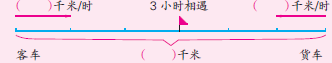 (    )千米/时 3小时相遇 (    )千米/时
(    )千米
客车 货车